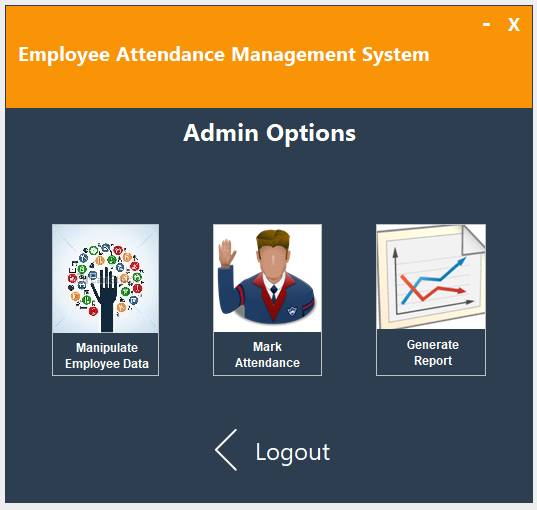 - X
Employee Attendance Management System
Admin Options
Manipulate
Employee Data
Mark
Attendance
Generate
Report
Logout